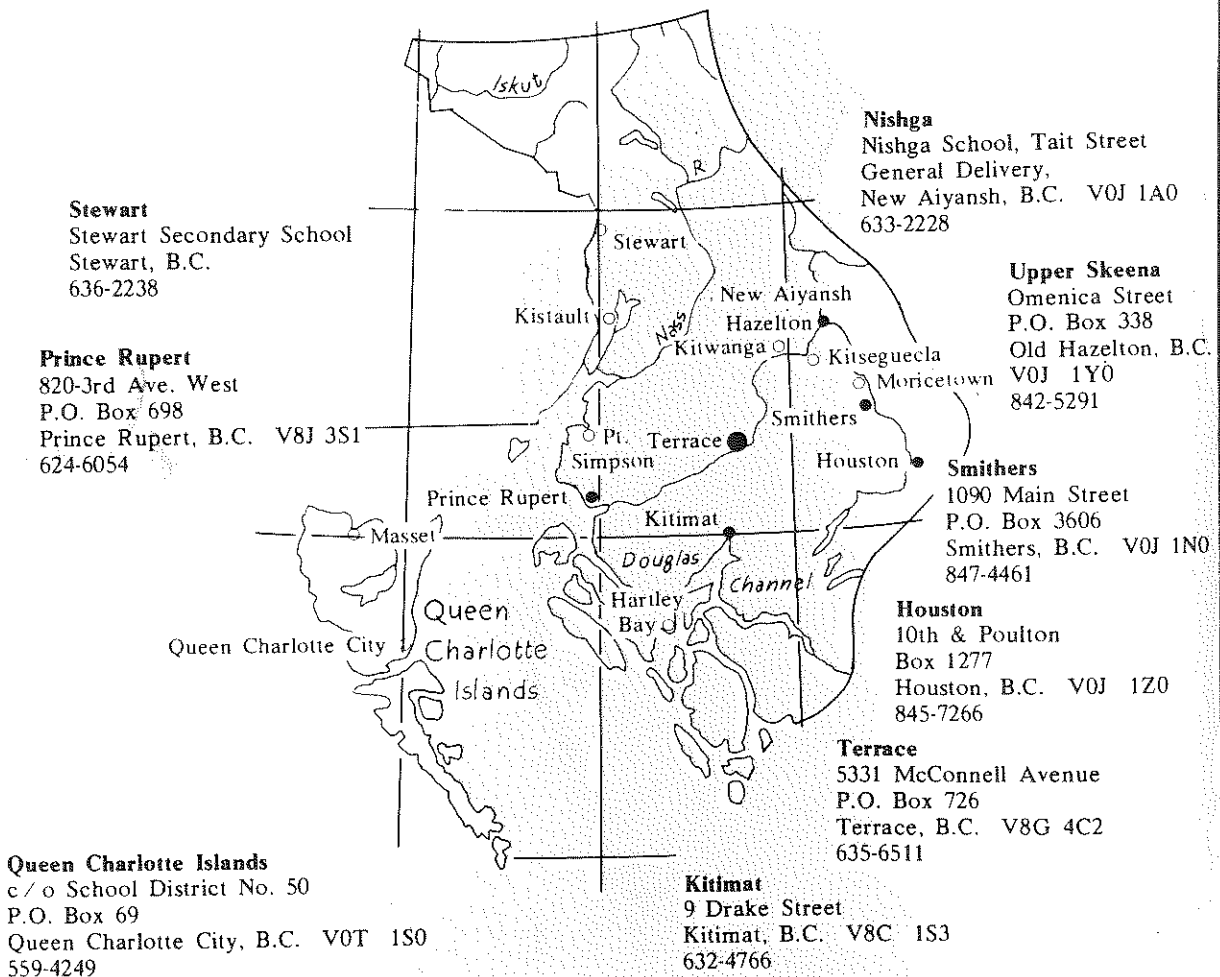 Iskut
R
Nass
Stewart
Kistault
New Aiyansh
Hazelton
Kitwanga
Kitseguecla
Moricetown
Smithers
Pt.
Simpson
Terrace
Houston
Prince Rupert
Kitimat
Masset
Douglas
Channel
Hartley
Bay
Queen Charlotte City
Queen
Charlotte
Islands
Nishga
Nishga School, Tait Street
General Delivery,
New Aiyansh, B.C. V0J 1A0
633-2228
Stewart
Stewart Secondary School
Stewart, B.C.
636-2238
Upper Skeena
Omenica Street
P.O. Box 338
Old Hazelton, B.C.
V0J 1Y0
842-5291
Prince Rupert
820-3rd Ave. West
P.O. Box 698
Prince Rupert, B.C. V8J 3S1
624-6054
Smithers
1090 Main Street
P.O. Box 3606
Smithers, B.C. V0J 1N0
847-4461
Houston
10th & Poulton
Box 1277
Houston, B.C. V0J 1Z0
845-7266
Terrace
5331 McConnell Avenue
P.O. Box 726
Terrace, B.C. V8G 4C2
635-6511
Queen Charlotte Islands
c/o School District No. 50
P.O. Box 69
Queen Charlotte City, B.C. V0T 1S0
559-4249
Kitimat
9 Drake Street
Kitimat, B.C. V8C 1S3
632-4766